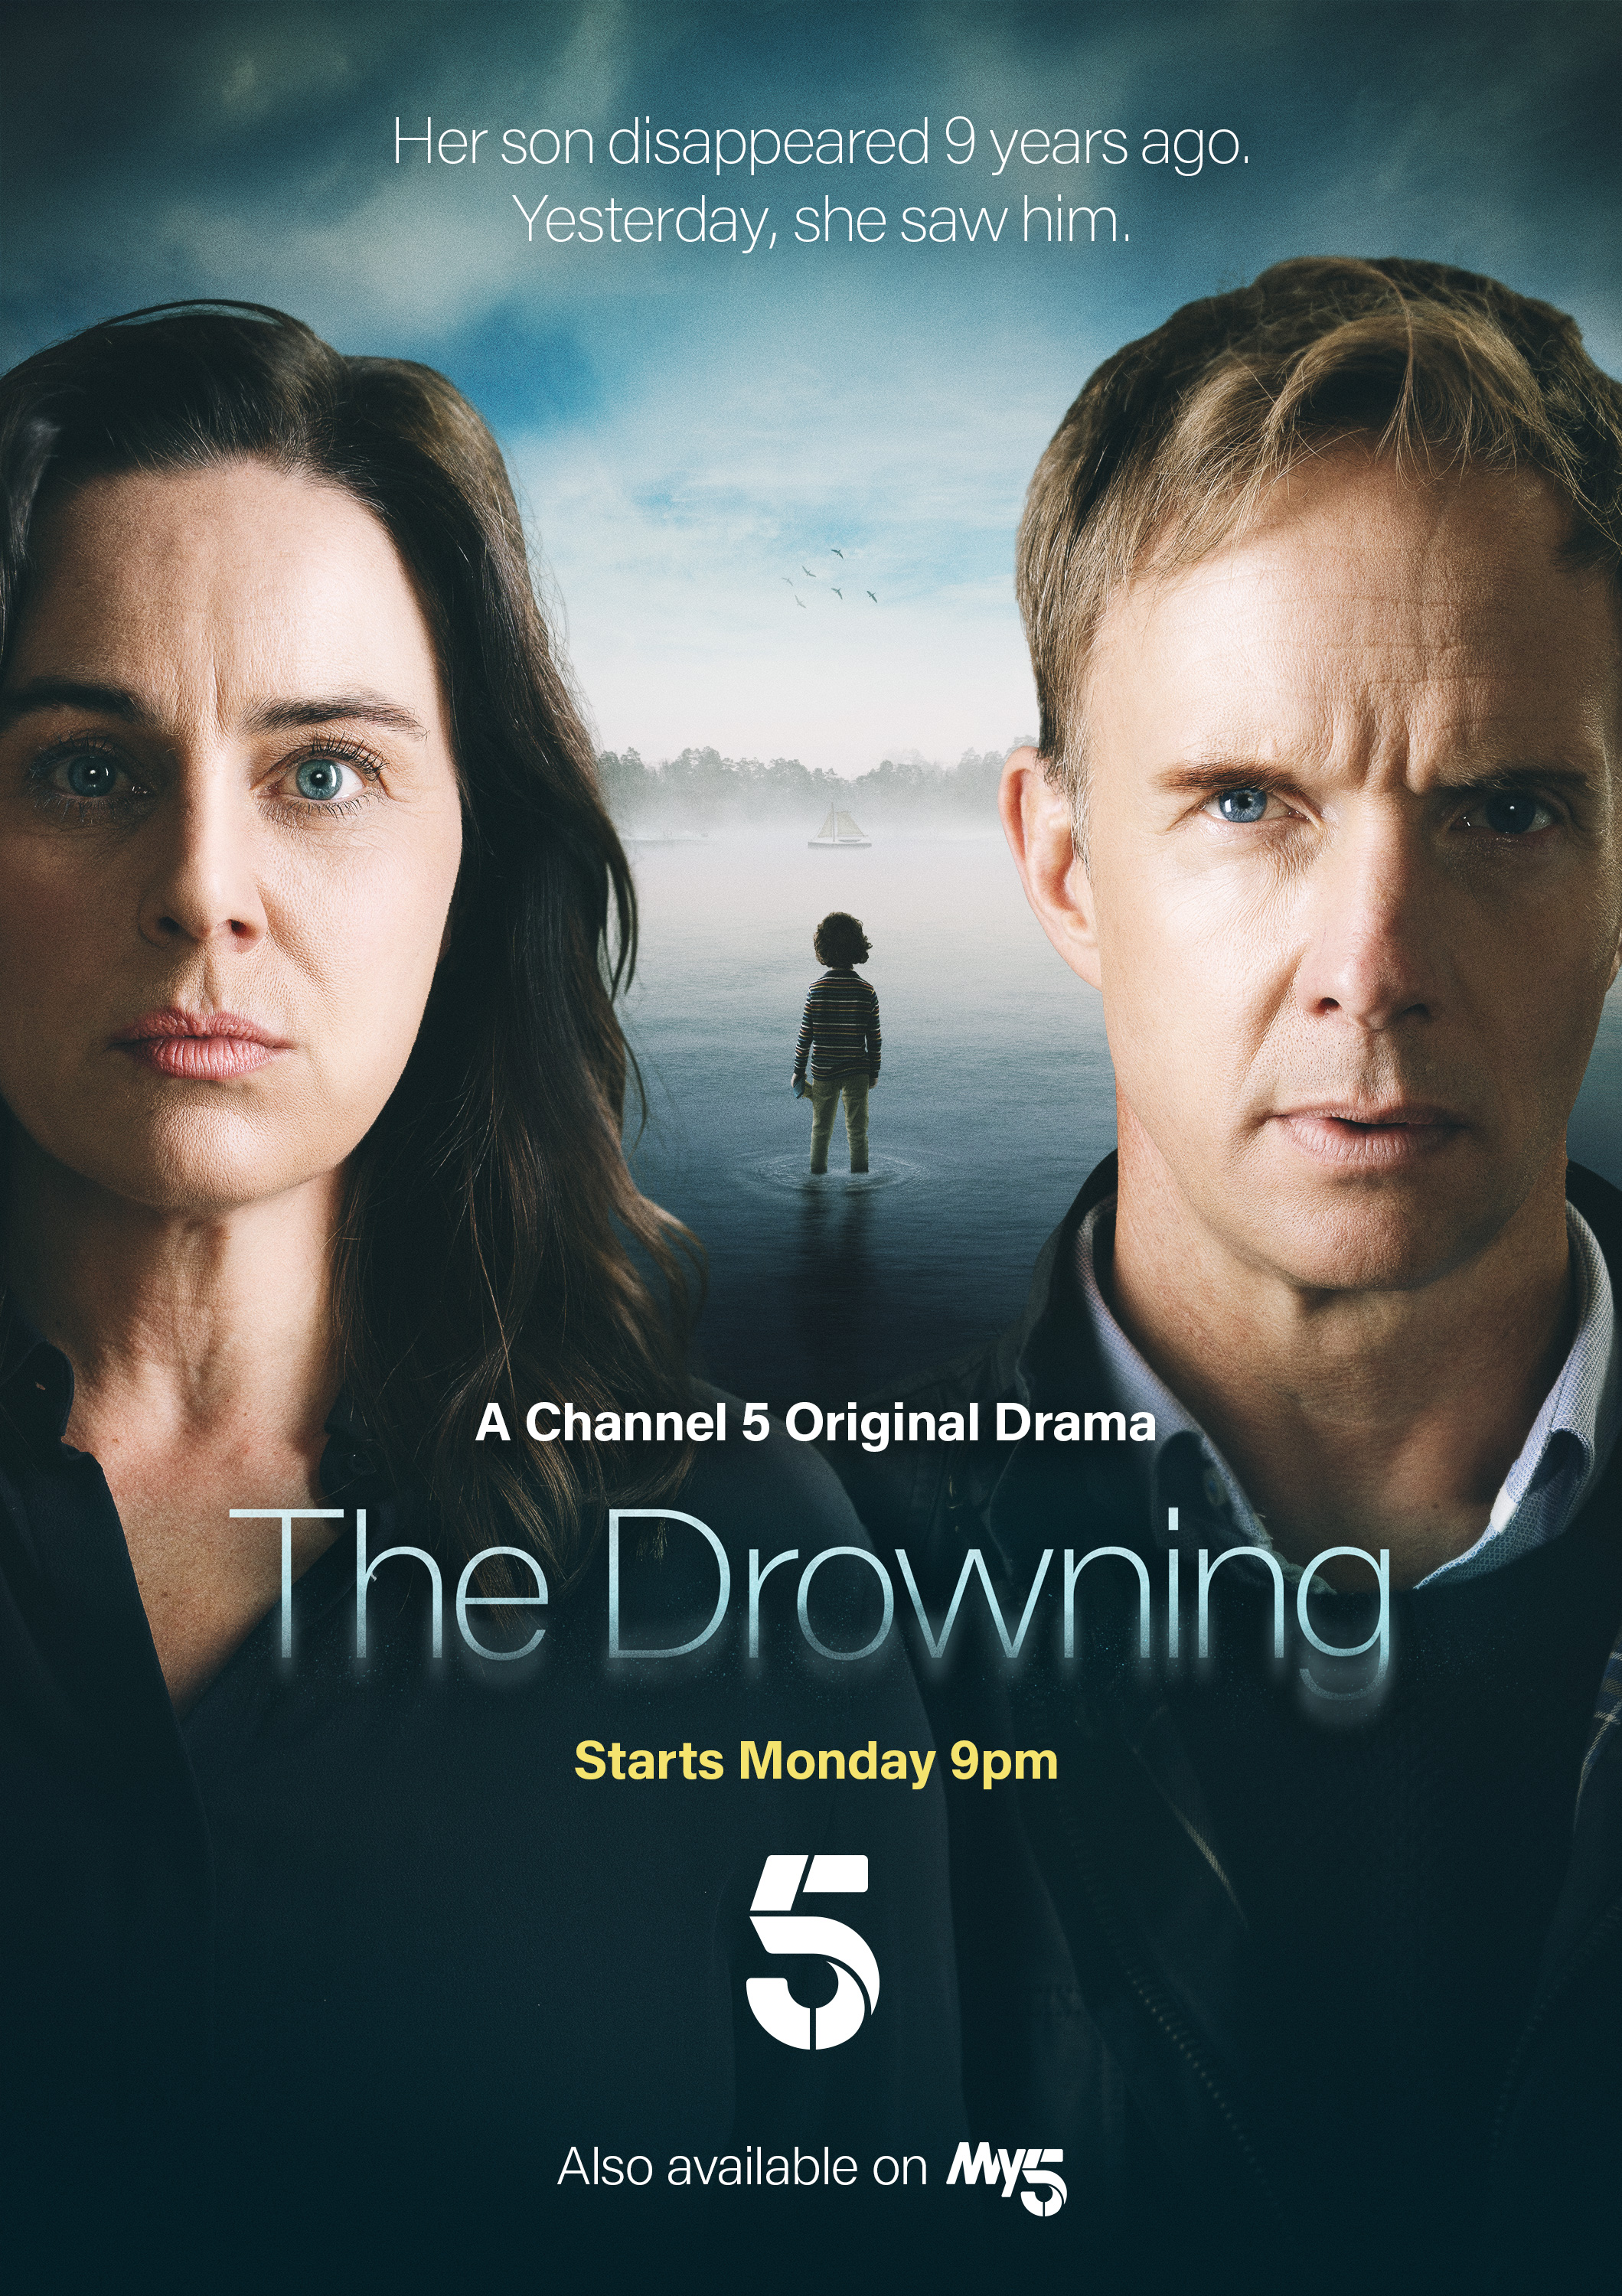 Her son disappeared 9 years ago.
Yesterday, she saw him.
A Channel 5 Original Drama
The Drowning
Starts Monday 9pm
5
Also available on My5